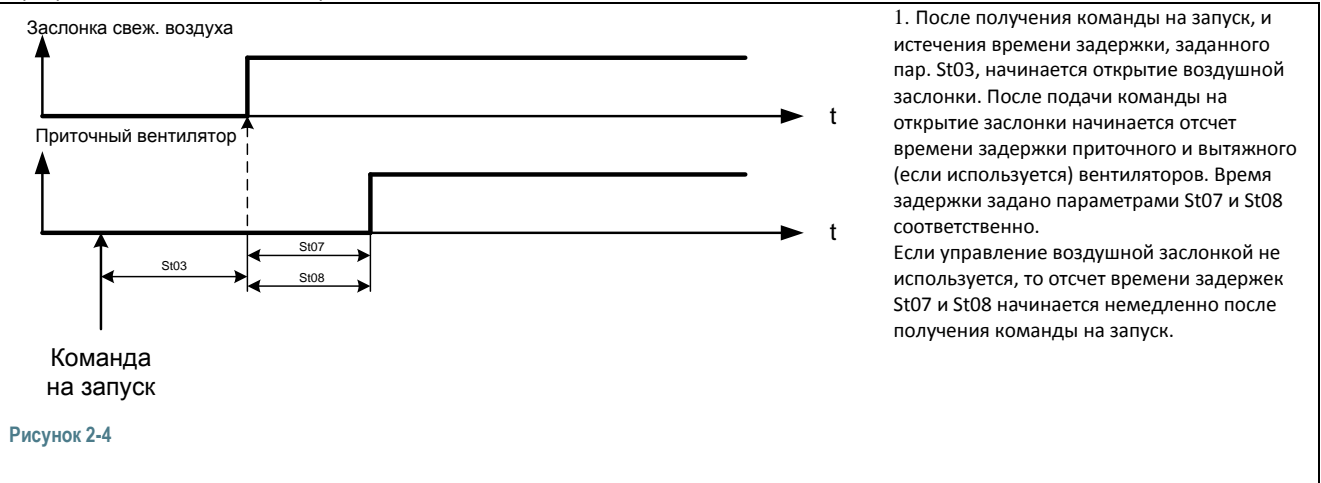 Заслонка свеж. воздуха
t
Приточный вентилятор
t
St07
St03
St08
Команда
на запуск
Рисунок 2-4
1. После получения команды на запуск, и
истечения времени задержки, заданного
пар. St03, начинается открытие воздушной
заслонки. После подачи команды на
открытие заслонки начинается отсчет
времени задержки приточного и вытяжного
(если используется) вентиляторов. Время
задержки задано параметрами St07 и St08
соответственно.
Если управление воздушной заслонкой не
используется, то отсчет времени задержек
St07 и St08 начинается немедленно после
получения команды на запуск.